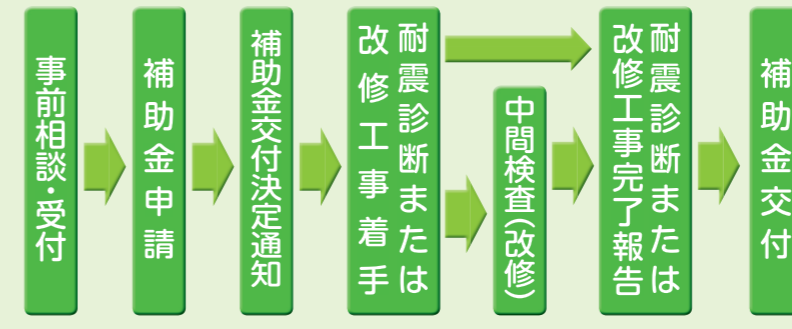 事前相談・受付
補助金申請
補助金交付決定通知
耐震診断または
改修工事着手
中間検査(改修)
耐震診断または
改修工事完了報告
補助金交付